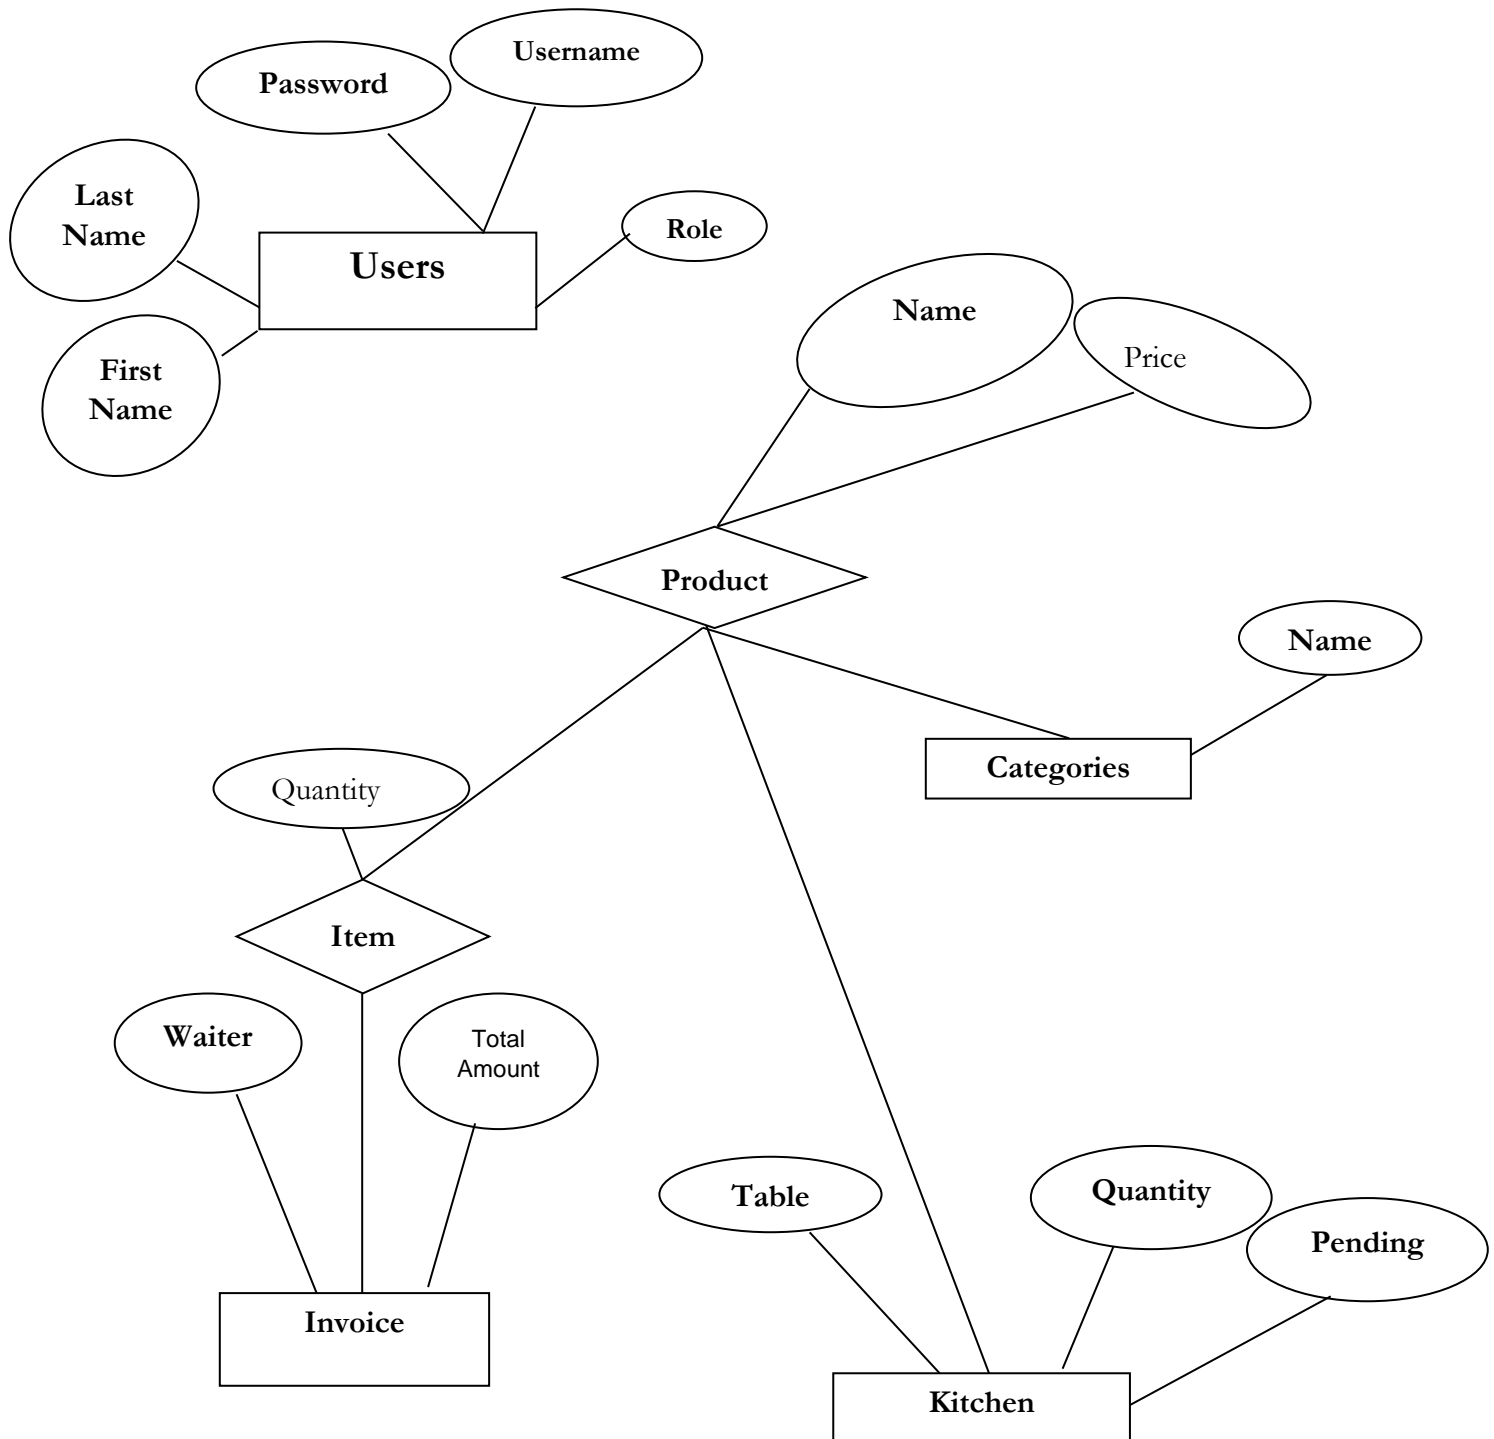 Username
Password
Last
Name
Role
Users
Name
Price
First
Name
Product
Name
Categories
Quantity
Item
Waiter
Total
Amount
Table
Quantity
Pending
Invoice
Kitchen